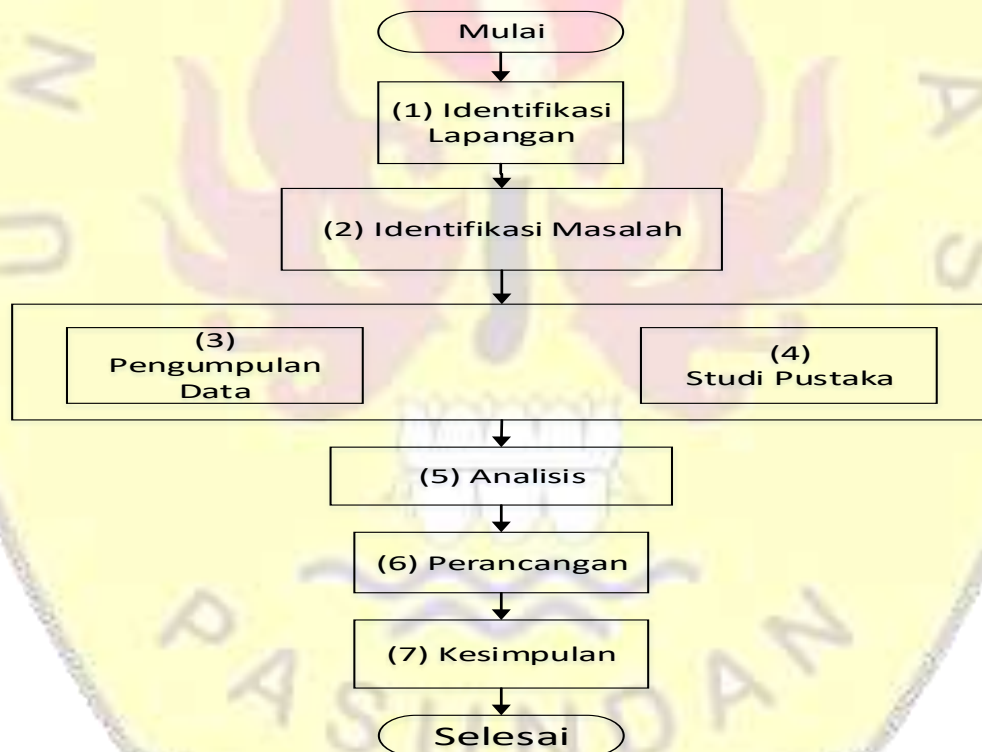 Mulai
(1) Identifikasi
Lapangan
(2) Identifikasi Masalah
(3)
Pengumpulan
Data
(4)
Studi Pustaka
(5) Analisis
(6) Perancangan
(7) Kesimpulan
Selesai
PASUNDAN